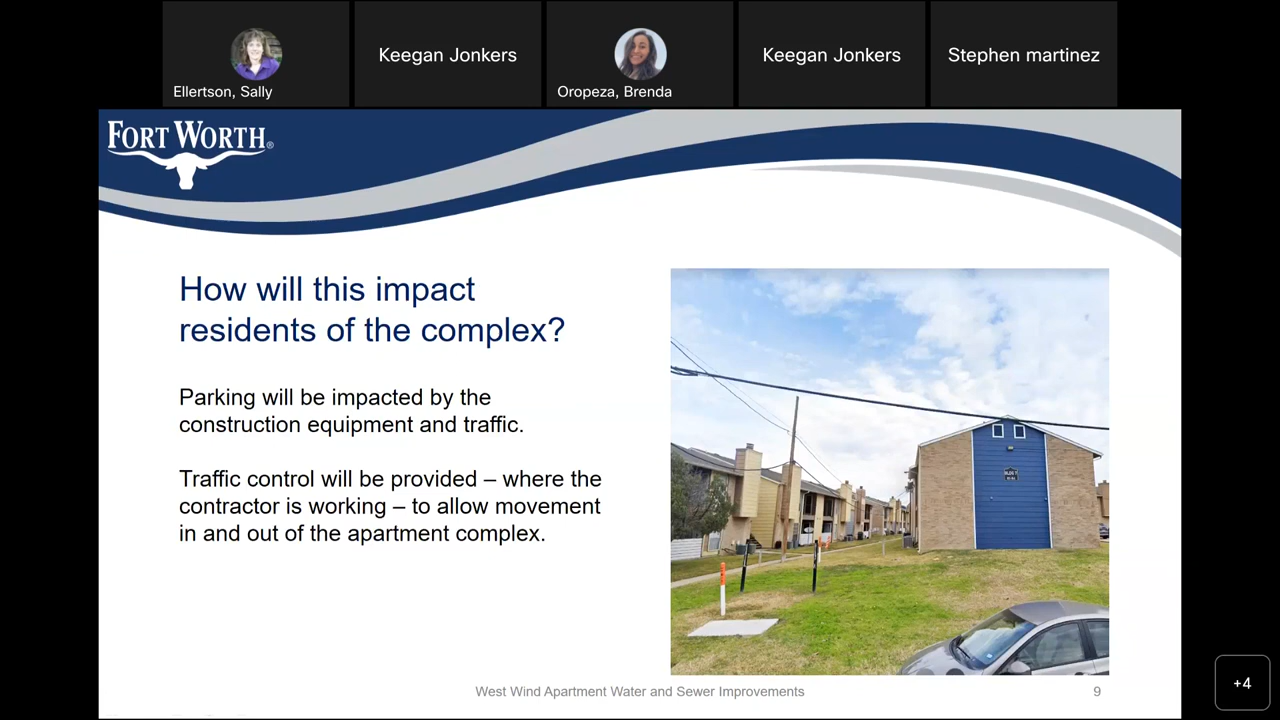 Keegan Jonkers
Keegan Jonkers
Stephen martinez
Ellertson, Sally
Oropeza, Brenda
FORT WORTH®
How will this impact
residents of the complex?
Parking will be impacted by the
construction equipment and traffic.
Traffic control will be provided – where the
contractor is working – to allow movement
in and out of the apartment complex.
West Wind Apartment Water and Sewer Improvements
9
+4